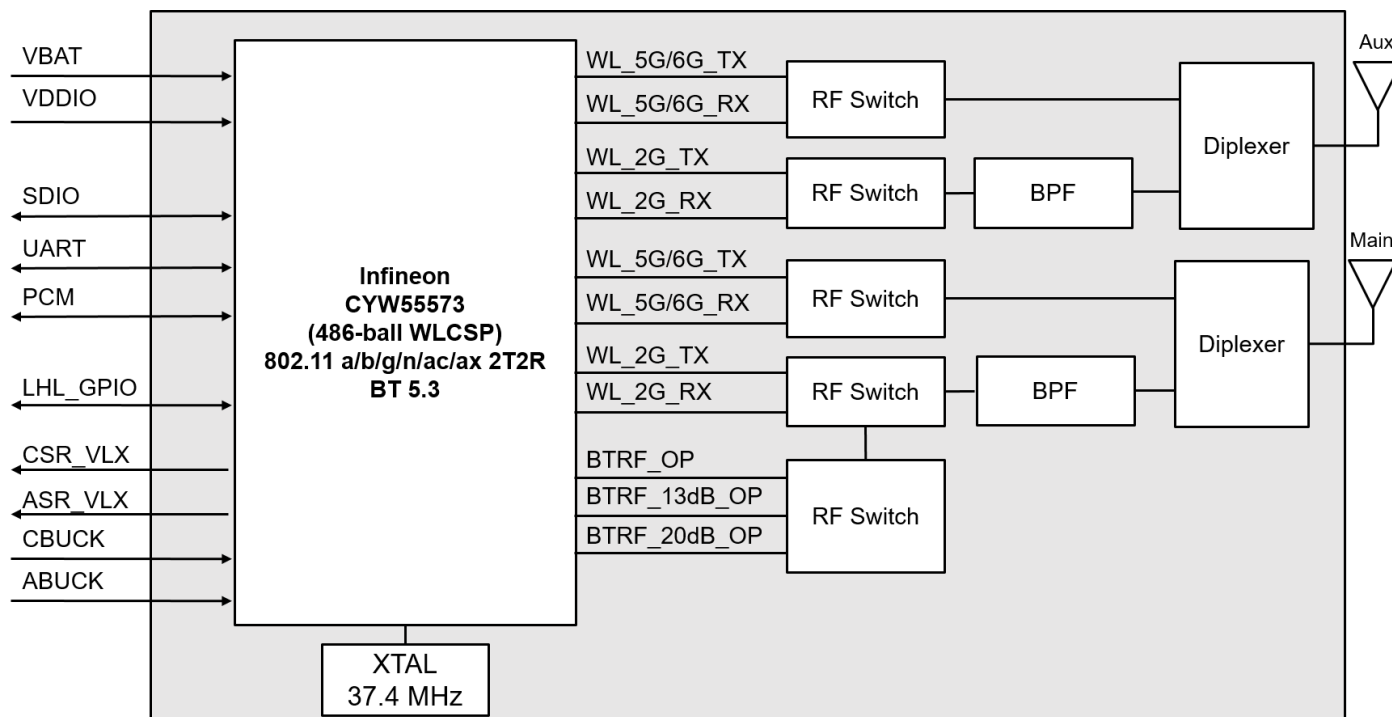 VBAT
VDDIO
SDIO
UART
PCM
LHL_GPIO
CSR_VLX
ASR_VLX
CBUCK
ABUCK
Infineon
CYW55573
(486-ball WLCSP)
802.11 a/b/g/n/ac/ax 2T2R
BT 5.3
XTAL
37.4 MHz
WL_5G/6G_TX
WL_5G/6G_RX
RF Switch
WL_2G_TX
WL_2G_RX
RF Switch
BPF
Diplexer
Aux
WL_5G/6G_TX
WL_5G/6G_RX
RF Switch
WL_2G_TX
WL_2G_RX
RF Switch
BPF
Diplexer
Main
BTRF_OP
BTRF_13dB_OP
BTRF_20dB_OP
RF Switch